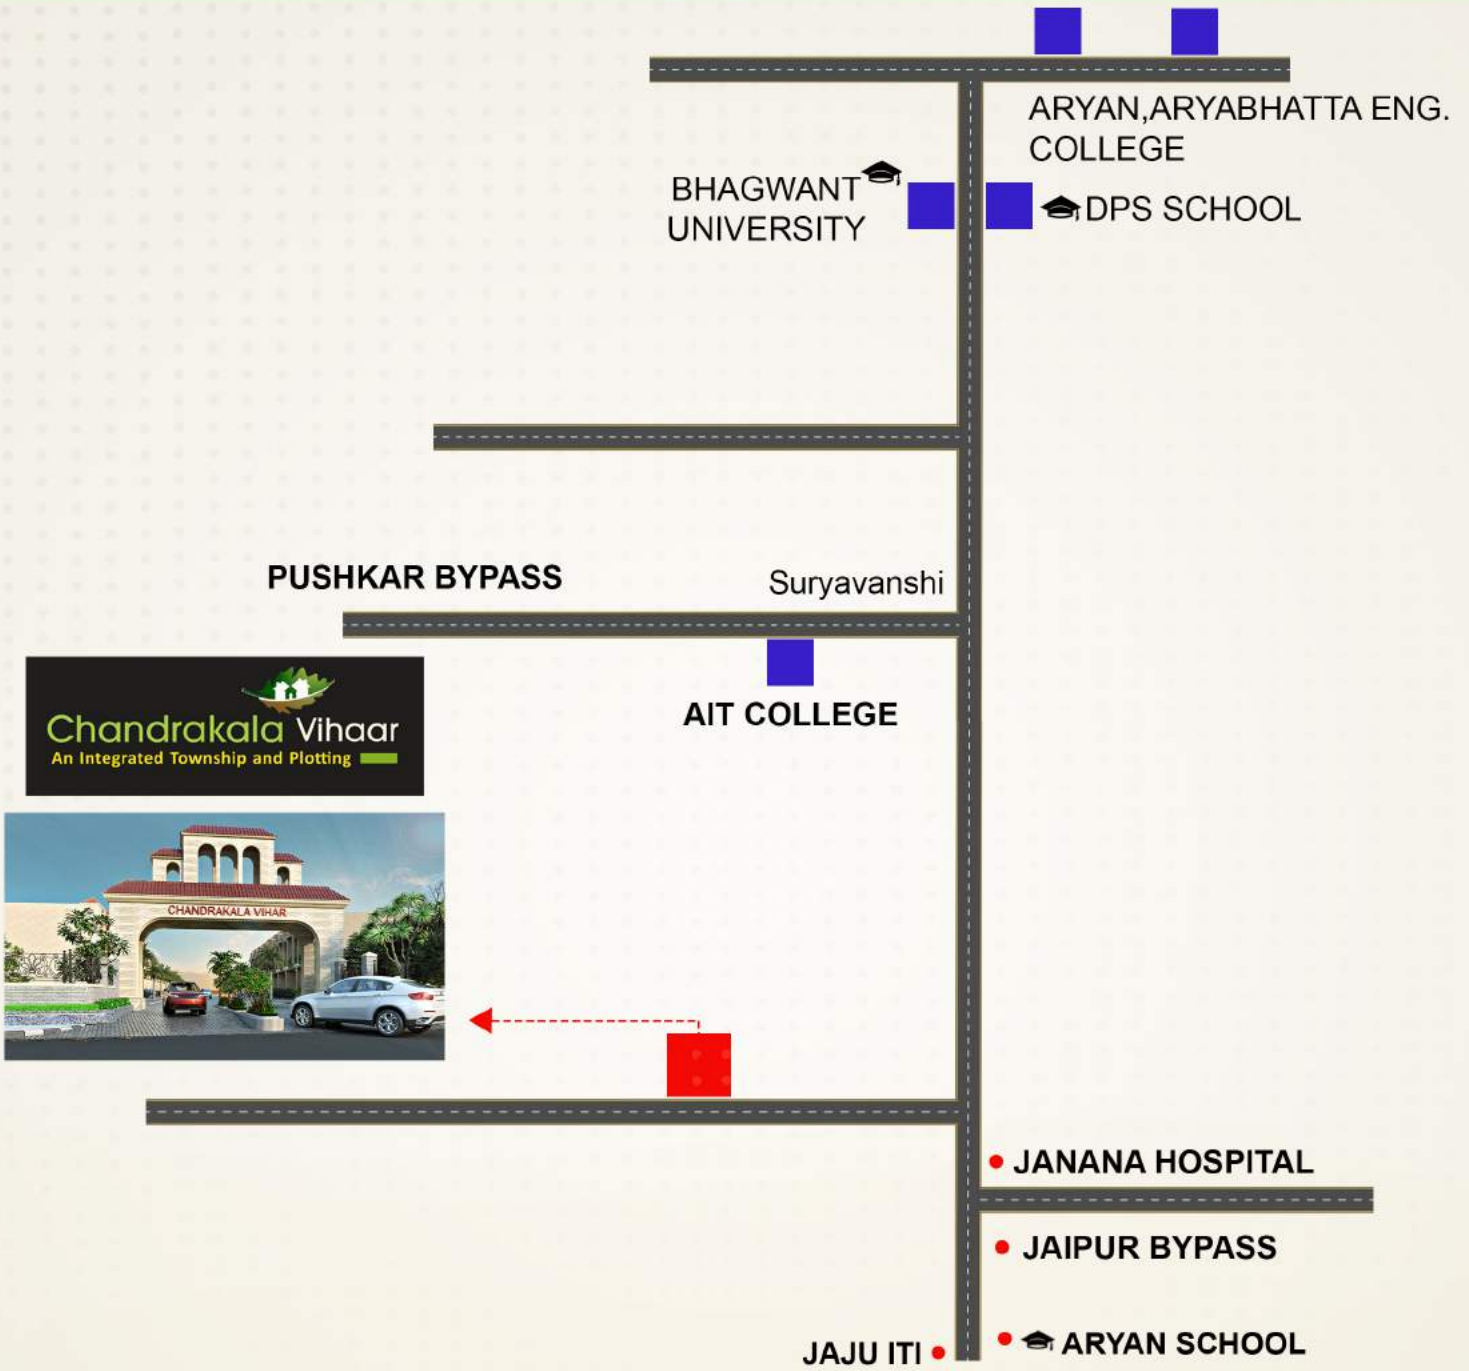 ARYAN,ARYABHATTA ENG.
COLLEGE
BHAGWANT
UNIVERSITY
DPS SCHOOL
PUSHKAR BYPASS
Suryavanshi
Chandrakala Vihaar
An Integrated Township and Plotting
AIT COLLEGE
CHANDRAKALA VIHAR
JANANA HOSPITAL
JAIPUR BYPASS
ARYAN SCHOOL
JAJU ITI